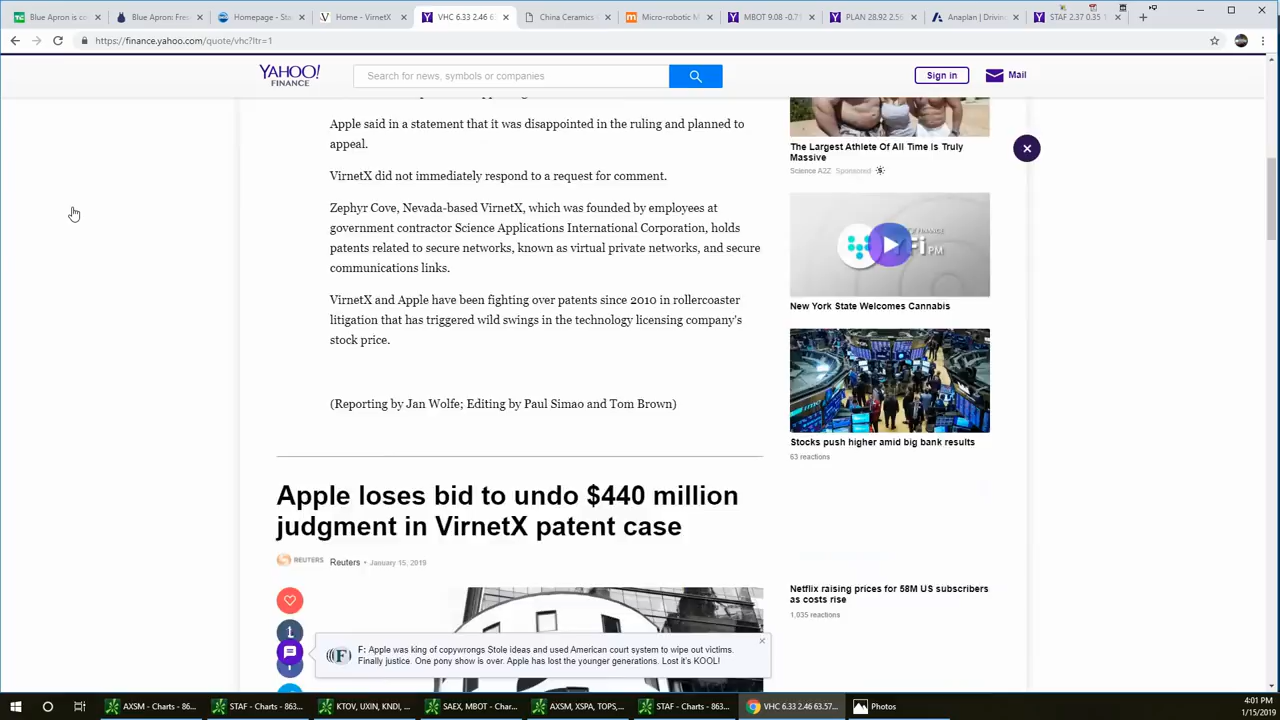 Blue Apron is c
Blue Apron: Fre
Homepage - Sta
Home - VirnetX
VHC 6.33 2.46 63
China Ceramics
Micro-robotic M
MBOT 9.08 -0.7
PLAN 28.92 2.5
Anaplan | Drivin
STAF 2.37 0.35 1
https://finance.yahoo.com/quote/vhc?ltr=1
YAHOO!
FINANCE
Search for news, symbols or companies
Sign in
Mail
Apple said in a statement that it was disappointed in the ruling and planned to
appeal.
VirnetX did not immediately respond to a request for comment.
Zephyr Cove, Nevada-based VirnetX, which was founded by employees at
government contractor Science Applications International Corporation, holds
patents related to secure networks, known as virtual private networks, and secure
communications links.
VirnetX and Apple have been fighting over patents since 2010 in rollercoaster
litigation that has triggered wild swings in the technology licensing company's
stock price.
(Reporting by Jan Wolfe; Editing by Paul Simao and Tom Brown)
Apple loses bid to undo $440 million
judgment in VirnetX patent case
REUTERS
Reuters • January 15, 2019
1
F: Apple was king of copywrongs Stole ideas and used American court system to wipe out victims.
Finally justice. One pony show is over. Apple has lost the younger generations. Lost it's KOOL!
The Largest Athlete Of All Time Is Truly
Massive
Science A2Z Sponsored
PM
New York State Welcomes Cannabis
Stocks push higher amid big bank results
63 reactions
Netflix raising prices for 58M US subscribers
as costs rise
1,035 reactions
AXSM - Charts - 86...
STAF - Charts - 863...
KTOV, UXIN, KNDI, ...
SAEX, MBOT - Char...
AXSM, XSPA, TOPS,...
STAF - Charts - 863...
VHC 6.33 2.46 63.57...
Photos
4:01 PM
1/15/2019